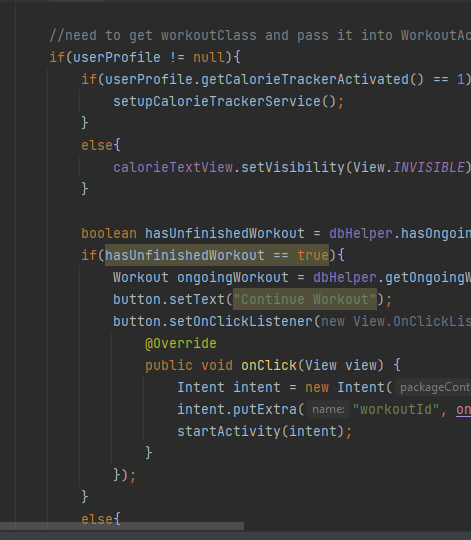 //need to get workoutClass and pass it into WorkoutAc
if(userProfile != null){
if(userProfile.getCalorieTrackerActivated() == 1)
setupCalorieTrackerService();
}
else{
calorieTextView.setVisibility(View.INVISIBLE)
}
boolean hasUnfinishedWorkout = dbHelper.hasOngoin
if(hasUnfinishedWorkout == true){
Workout ongoingWorkout = dbHelper.getOngoingW
button.setText("Continue Workout");
button.setOnClickListener(new View.OnClickLis
@Override
public void onClick(View view) {
Intent intent = new Intent( packageCont
intent.putExtra( name: "workoutId", on
startActivity(intent);
}
});
}
else{